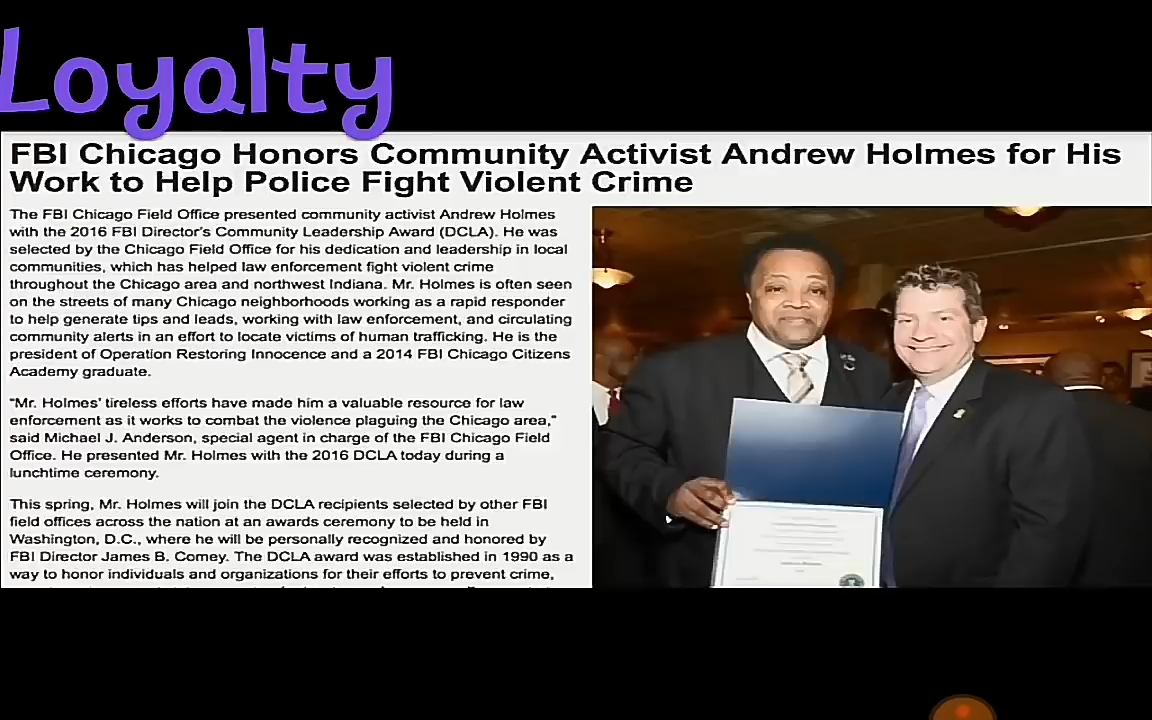 Loyalty
FBI Chicago Honors Community Activist Andrew Holmes for His
Work to Help Police Fight Violent Crime
The FBI Chicago Field Office presented community activist Andrew Holmes
with the 2016 FBI Director's Community Leadership Award (DCLA). He was
selected by the Chicago Field Office for his dedication and leadership in local
communities, which has helped law enforcement fight violent crime
throughout the Chicago area and northwest Indiana. Mr. Holmes is often seen
on the streets of many Chicago neighborhoods working as a rapid responder
to help generate tips and leads, working with law enforcement, and circulating
community alerts in an effort to locate victims of human trafficking. He is the
president of Operation Restoring Innocence and a 2014 FBI Chicago Citizens
Academy graduate.
"Mr. Holmes' tireless efforts have made him a valuable resource for law
enforcement as it works to combat the violence plaguing the Chicago area,"
said Michael J. Anderson, special agent in charge of the FBI Chicago Field
Office. He presented Mr. Holmes with the 2016 DCLA today during a
lunchtime ceremony.
This spring, Mr. Holmes will join the DCLA recipients selected by other FBI
field offices across the nation at an awards ceremony to be held in
Washington, D.C., where he will be personally recognized and honored by
FBI Director James B. Comey. The DCLA award was established in 1990 as a
way to honor individuals and organizations for their efforts to prevent crime,